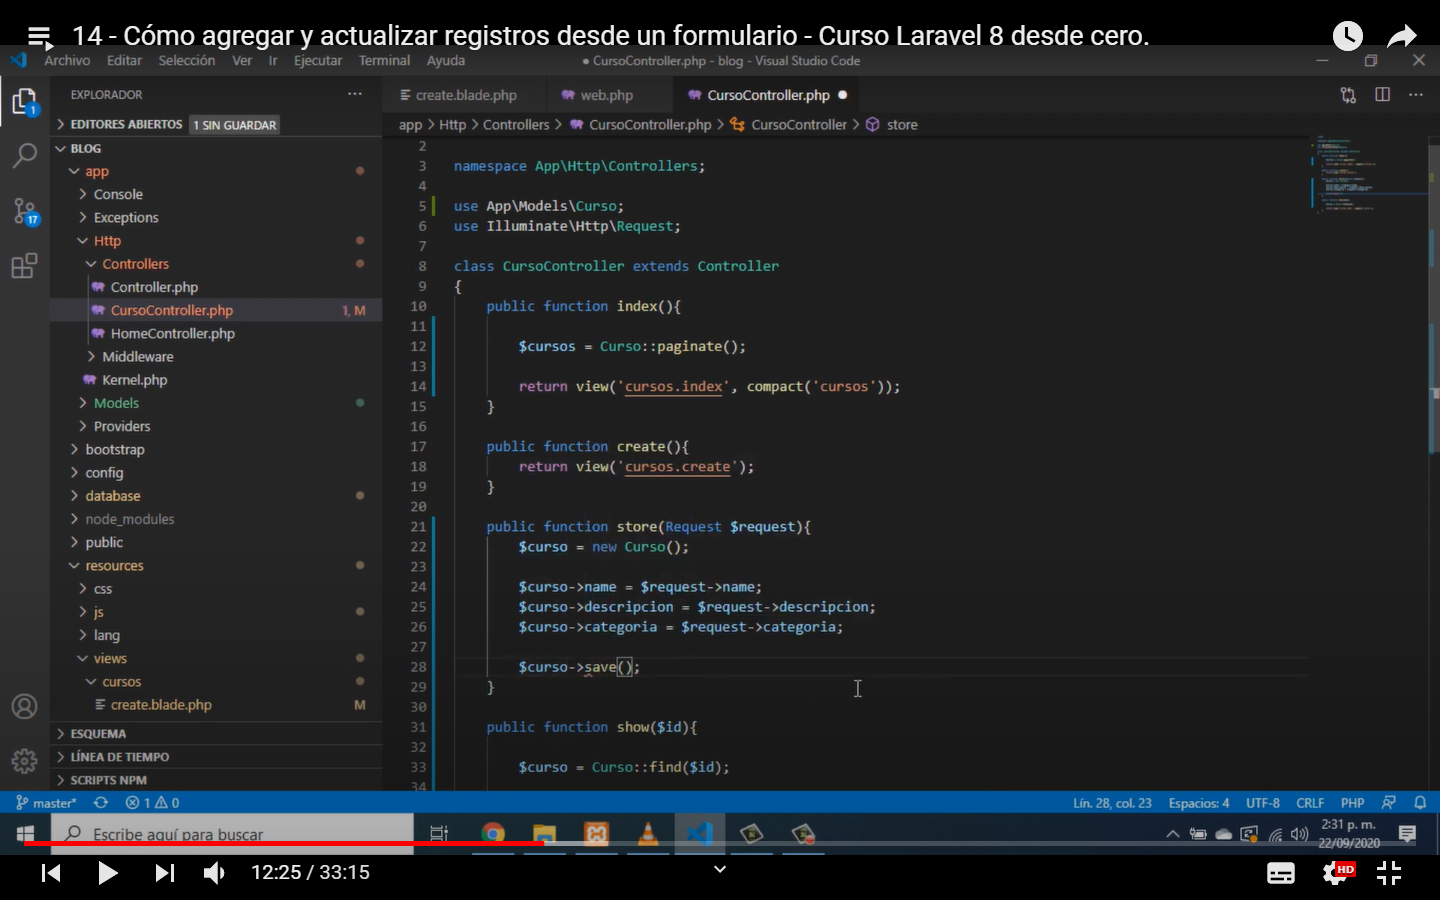 14 - Cómo agregar y actualizar registros desde un formulario - Curso Laravel 8 desde cero.
Archivo Editar Selección Ver Ir Ejecutar Terminal Ayuda
● CursoController.php - blog - Visual Studio Code
EXPLORADOR
EDITORES ABIERTOS 1 SIN GUARDAR
BLOG
app
Console
Exceptions
Http
Controllers
Controller.php
CursoController.php 1, M
HomeController.php
Middleware
Kernel.php
Models
Providers
bootstrap
config
database
node_modules
public
resources
css
js
lang
views
cursos
create.blade.php M
ESQUEMA
LÍNEA DE TIEMPO
SCRIPTS NPM
1
17
create.blade.php web.php CursoController.php
app > Http > Controllers > CursoController.php > CursoController > store
2
3 namespace App\Http\Controllers;
4
5 use App\Models\Curso;
6 use Illuminate\Http\Request;
7
8 class CursoController extends Controller
9 {
10 public function index(){
11
12 $cursos = Curso::paginate();
13
14 return view('cursos.index', compact('cursos'));
15 }
16
17 public function create(){
18 return view('cursos.create');
19 }
20
21 public function store(Request $request){
22 $curso = new Curso();
23
24 $curso->name = $request->name;
25 $curso->descripcion = $request->descripcion;
26 $curso->categoria = $request->categoria;
27
28 $curso->save();
29 }
30
31 public function show($id){
32
33 $curso = Curso::find($id);
34
master* 1 0
Lín. 28, col. 23 Espacios: 4 UTF-8 CRLF PHP
Escribe aquí para buscar
2:31 p. m.
22/09/2020
12:25 / 33:15
HD